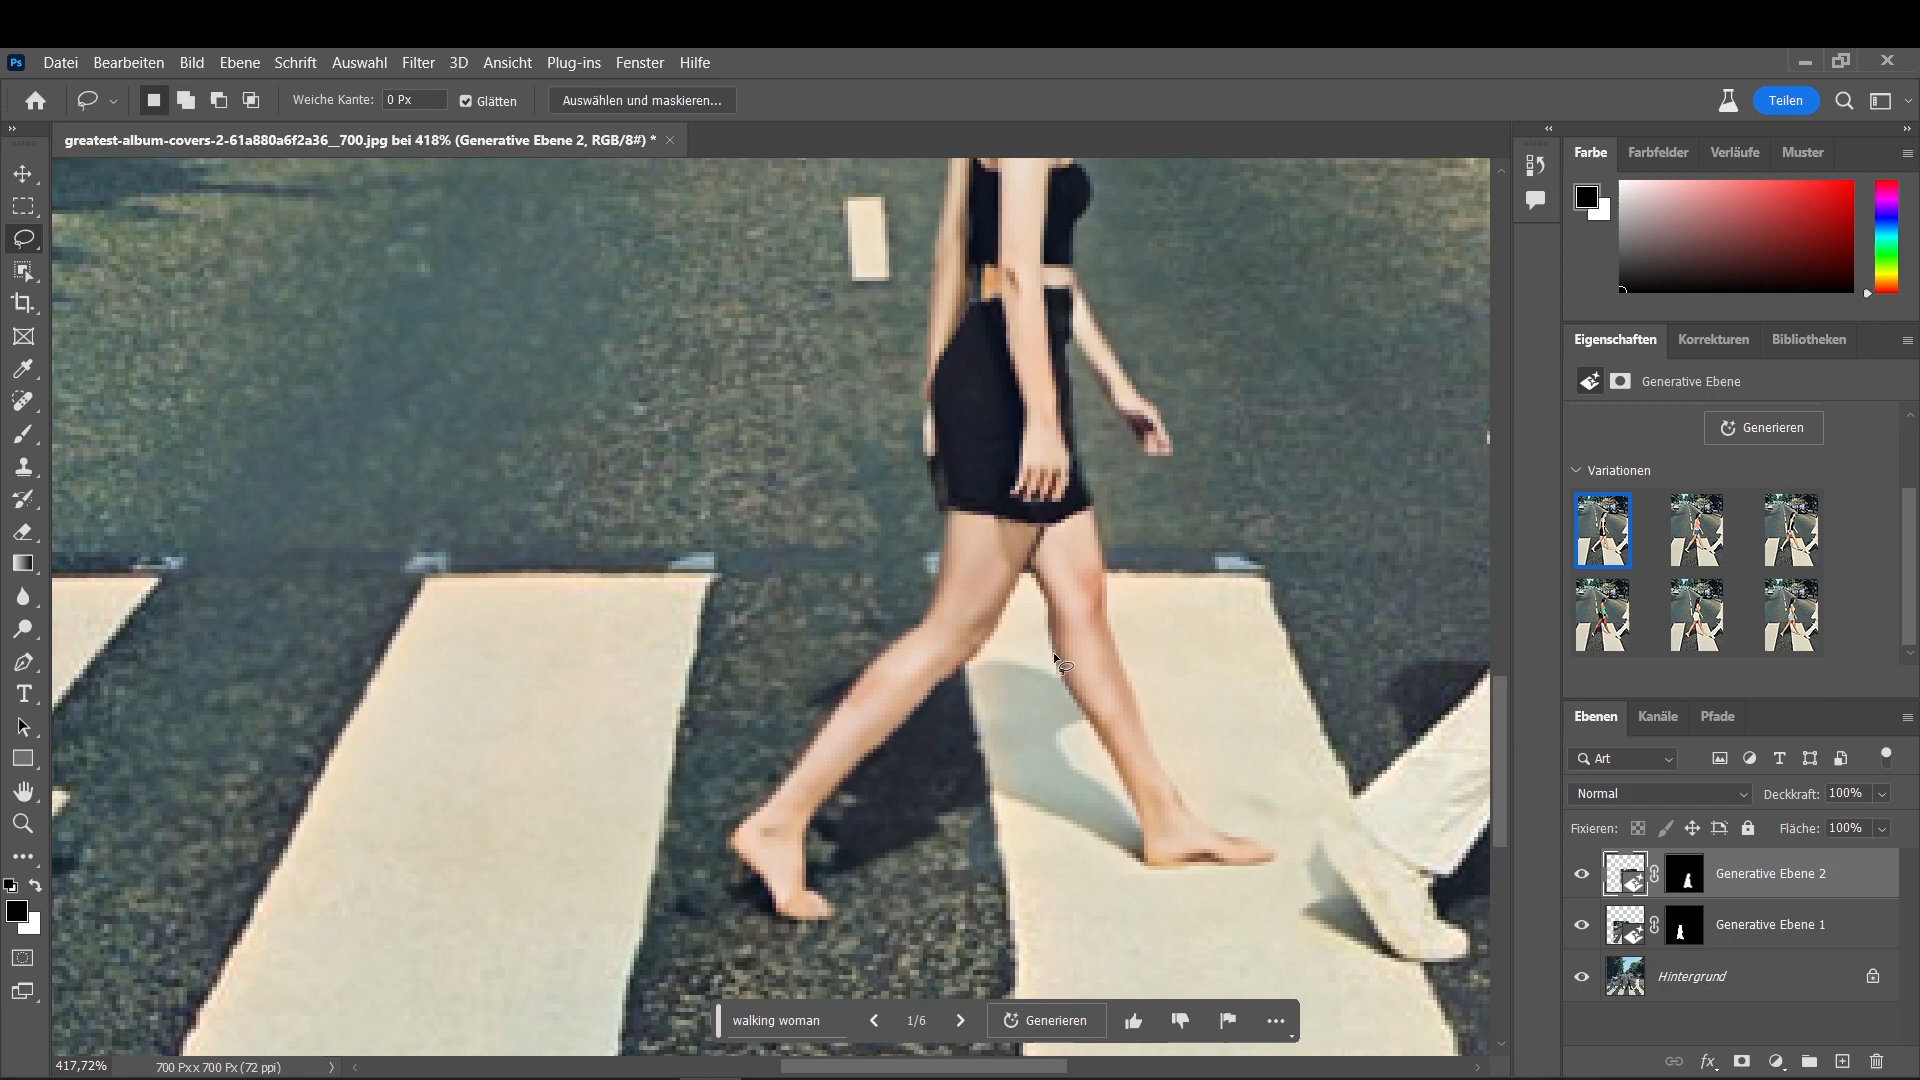 Ps Datei Bearbeiten Bild Ebene Schrift Auswahl Filter 3D Ansicht Plug-ins Fenster Hilfe
Weiche Kante: 0 Px Glätten Auswählen und maskieren... Teilen
greatest-album-covers-2-61a880a6f2a36__700.jpg bei 418% (Generative Ebene 2, RGB/8#) *
Farbe Farbfelder Verläufe Muster
Eigenschaften Korrekturen Bibliotheken
Generative Ebene
Generieren
Variationen
Ebenen Kanäle Pfade
Art
Normal Deckkraft: 100%
Fixieren: Fläche: 100%
Generative Ebene 2
Generative Ebene 1
Hintergrund
walking woman 1/6 Generieren
417,72% 700 Px x 700 Px (72 ppi)
fx